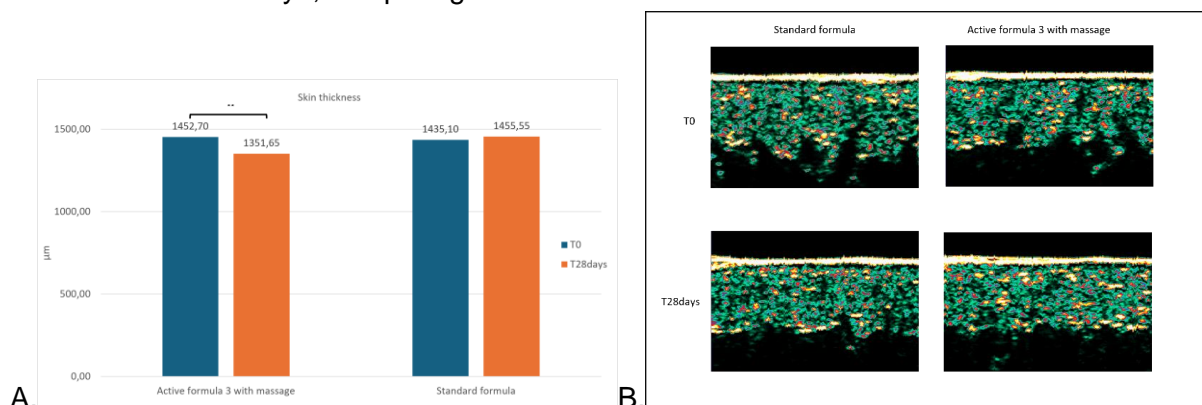 Skin thickness
**
1500,00
1452,70
1351,65
1435,10
1455,55
1000,00
µm
T0
T28days
500,00
0,00
Active formula 3 with massage
Standard formula
A.
Standard formula
Active formula 3 with massage
T0
T28days
B.